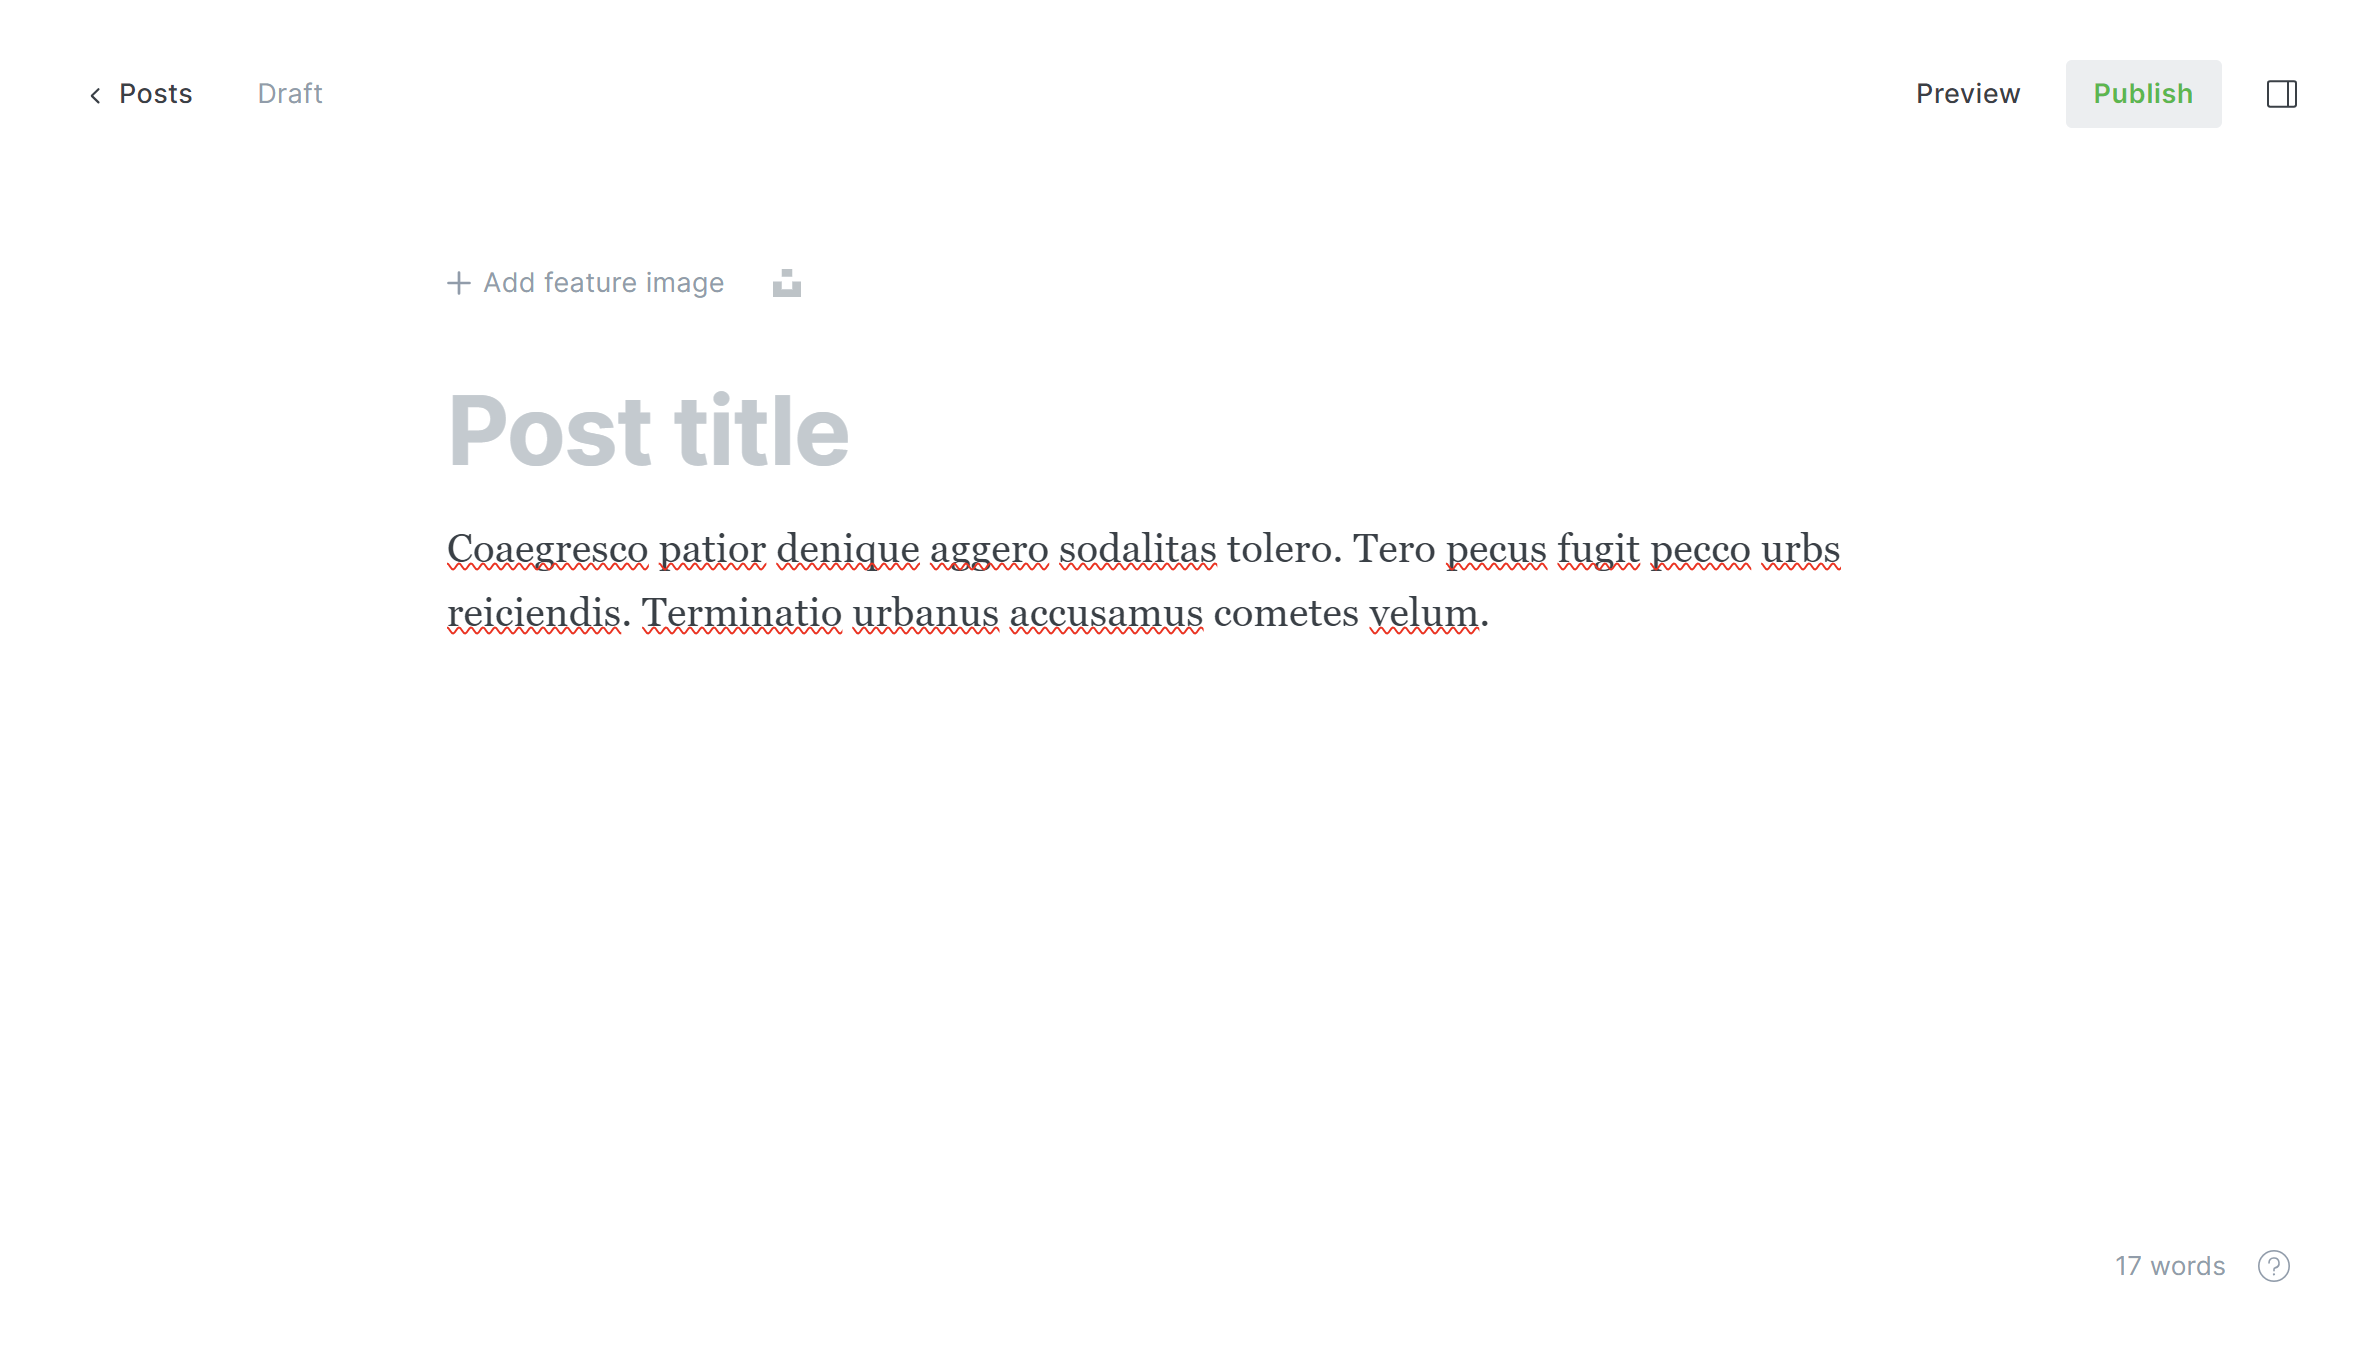 Posts Draft Preview Publish
Add feature image
Post title
Coaegresco patior denique aggero sodalitas tolero. Tero pecus fugit pecco urbs
reiciendis. Terminatio urbanus accusamus cometes velum.
17 words ?